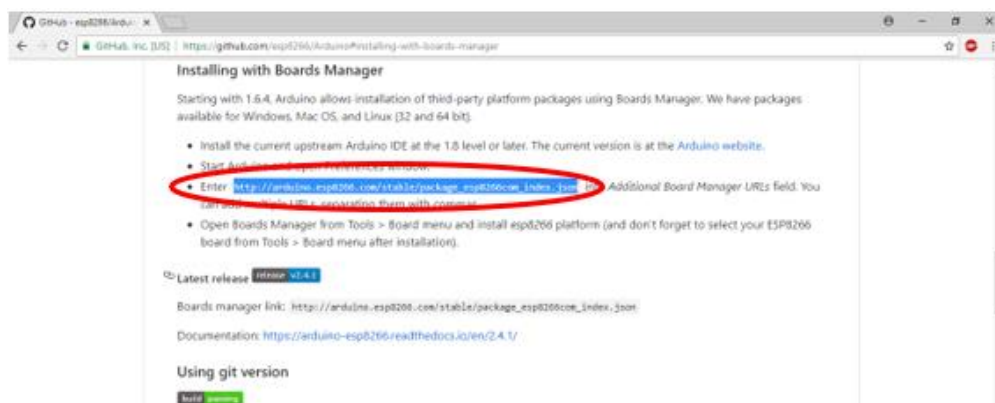 GitHub - esp8266/Ardui
GitHub, Inc. [US] | https://github.com/esp8266/Arduino#installing-with-boards-manager
Installing with Boards Manager
Starting with 1.6.4, Arduino allows installation of third-party platform packages using Boards Manager. We have packages
available for Windows, Mac OS, and Linux (32 and 64 bit).
• Install the current upstream Arduino IDE at the 1.8 level or later. The current version is at the Arduino website.
• Start Arduino and open Preferences window.
• Enter http://arduino.esp8266.com/stable/package_esp8266com_index.json Additional Board Manager URLs field. You
can add multiple URLs, separating them with commas.
• Open Boards Manager from Tools > Board menu and install esp8266 platform (and don't forget to select your ESP8266
board from Tools > Board menu after installation).
Latest release release v2.4.1
Boards manager link: http://arduino.esp8266.com/stable/package_esp8266com_index.json
Documentation: https://arduino-esp8266.readthedocs.io/en/2.4.1/
Using git version
build passing